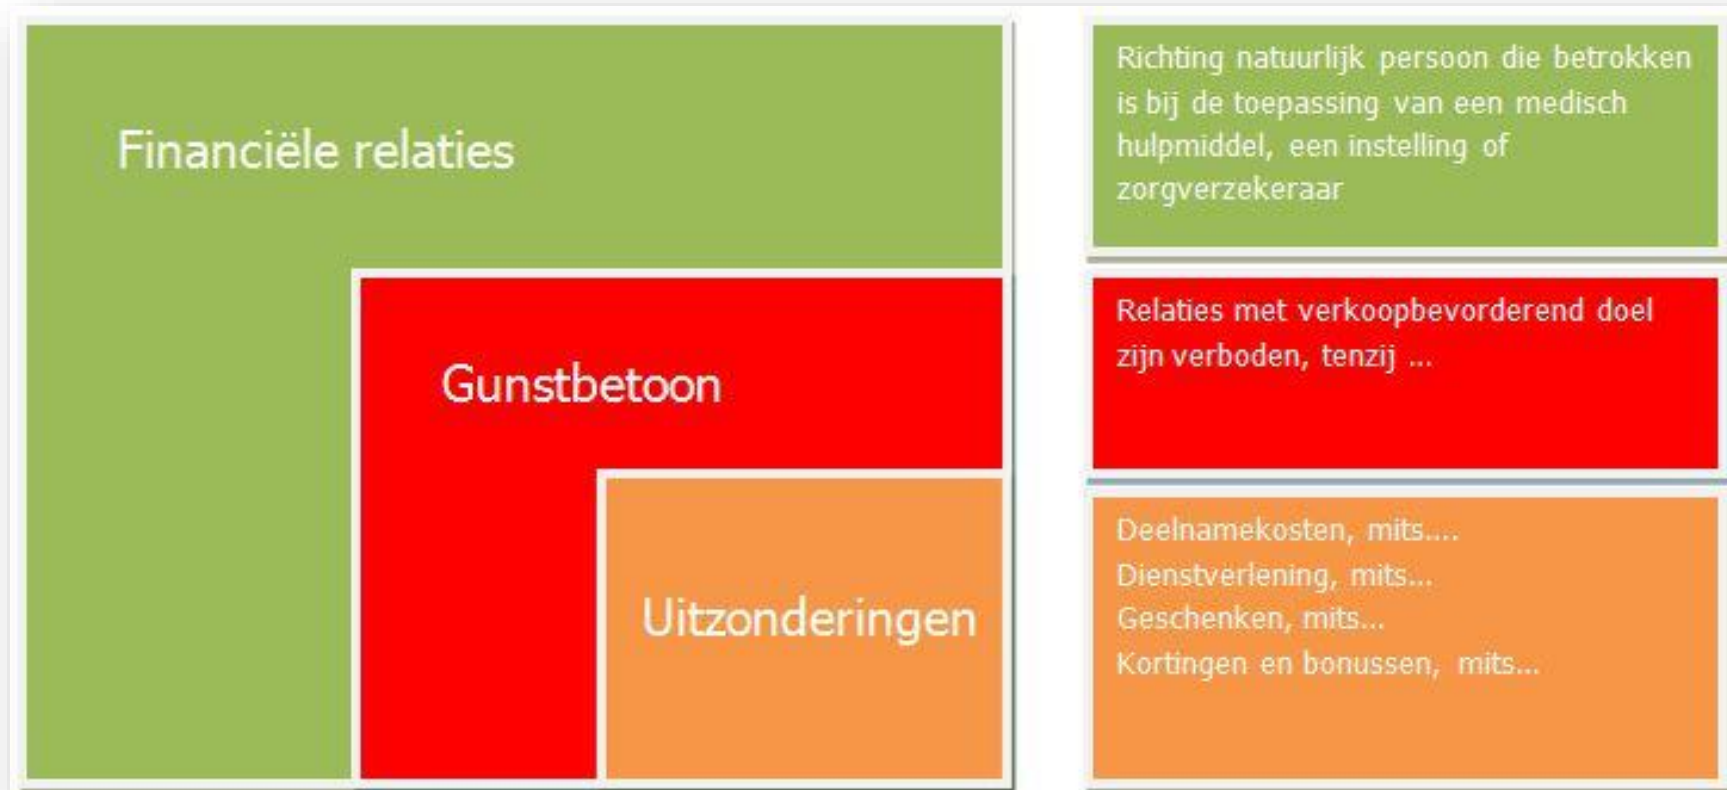 Financiële relaties
Richting natuurlijk persoon die betrokken
is bij de toepassing van een medisch
hulpmiddel, een instelling of
zorgverzekeraar
Gunstbetoon
Relaties met verkoopbevorderend doel
zijn verboden, tenzij ...
Uitzonderingen
Deelnamekosten, mits....
Dienstverlening, mits...
Geschenken, mits...
Kortingen en bonussen, mits...